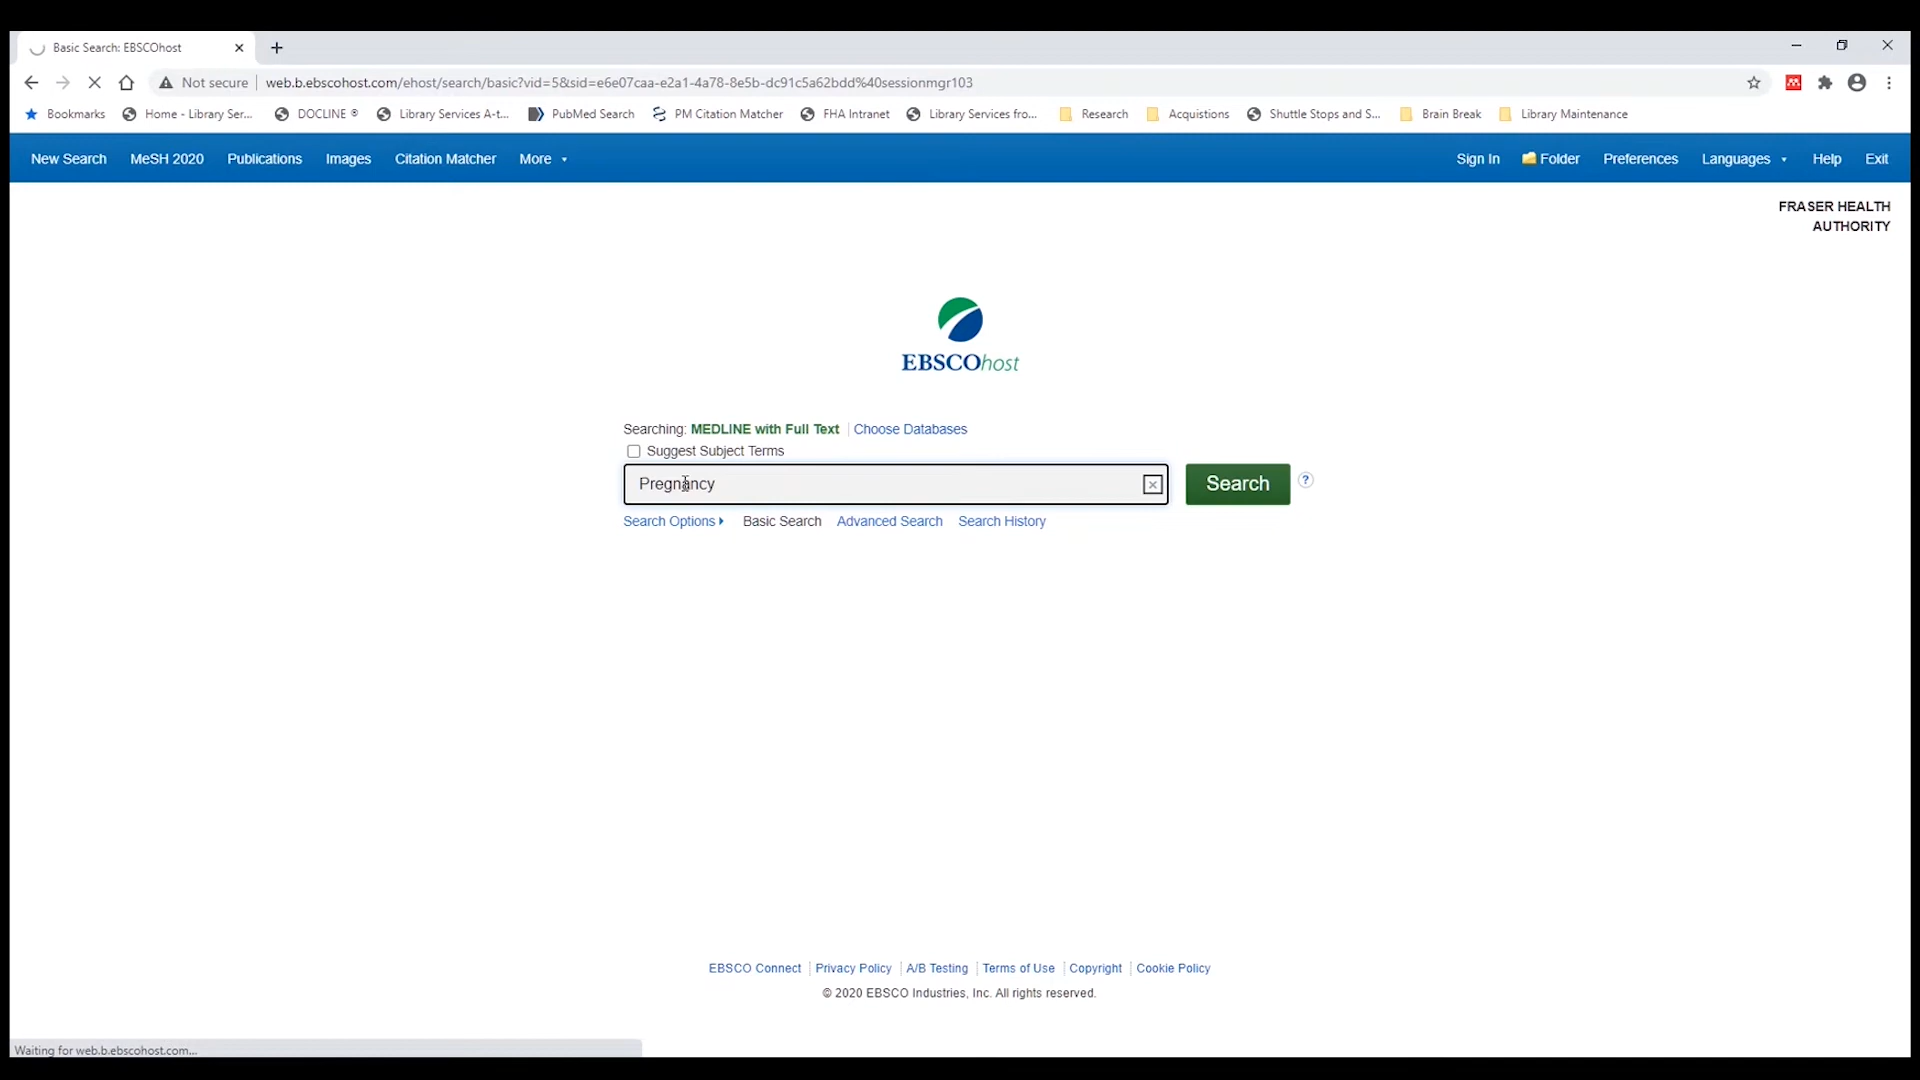 Basic Search: EBSCOhost
Not secure web.b.ebscohost.com/ehost/search/basic?vid=5&sid=e6e07caa-e2a1-4a78-8e5b-dc91c5a62bdd%40sessionmgr103
Bookmarks Home - Library Ser... DOCLINE ® Library Services A-t... PubMed Search PM Citation Matcher FHA Intranet Library Services fro... Research Acquistions Shuttle Stops and S... Brain Break Library Maintenance
New Search MeSH 2020 Publications Images Citation Matcher More Sign In Folder Preferences Languages Help Exit
FRASER HEALTH
AUTHORITY
EBSCOhost
Searching: MEDLINE with Full Text Choose Databases
Suggest Subject Terms
Pregnancy Search ?
Search Options Basic Search Advanced Search Search History
EBSCO Connect Privacy Policy A/B Testing Terms of Use Copyright Cookie Policy
© 2020 EBSCO Industries, Inc. All rights reserved.
Waiting for web.b.ebscohost.com...